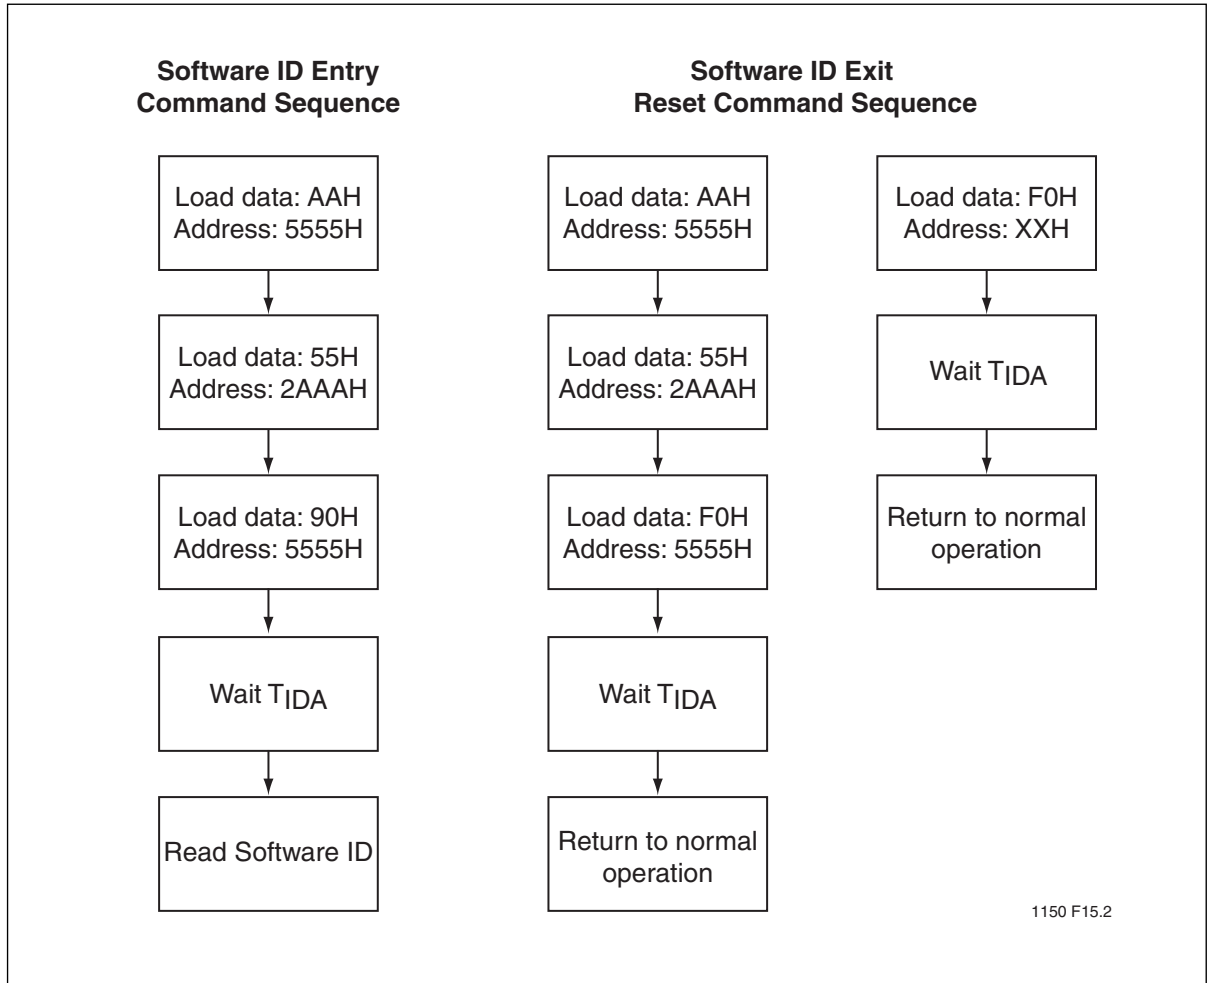 Software ID Entry
Command Sequence
Load data: AAH
Address: 5555H
Load data: 55H
Address: 2AAAH
Load data: 90H
Address: 5555H
Wait TIDA
Read Software ID
Software ID Exit
Reset Command Sequence
Load data: AAH
Address: 5555H
Load data: 55H
Address: 2AAAH
Load data: F0H
Address: 5555H
Wait TIDA
Return to normal
operation
Load data: F0H
Address: XXH
Wait TIDA
Return to normal
operation
1150 F15.2